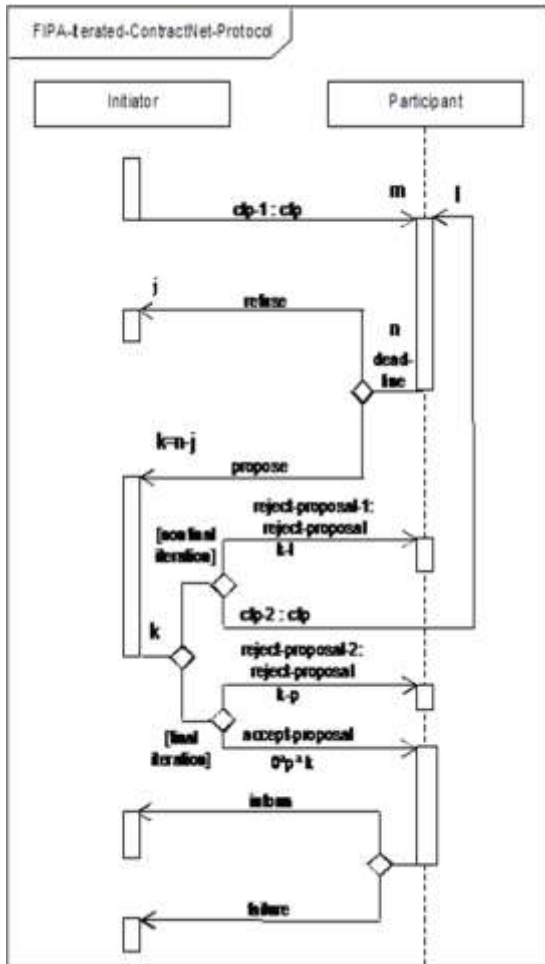 FIPA-Iterated-ContractNet-Protocol
Initiator
Participant
m
cfp-1 : cfp
j
refuse
n
dead-
line
k=n-j
propose
reject-proposal-1:
reject-proposal
[non final
iteration]
k-l
cfp-2 : cfp
k
reject-proposal-2:
reject-proposal
k-p
[final
iteration]
accept-proposal
inform
failure